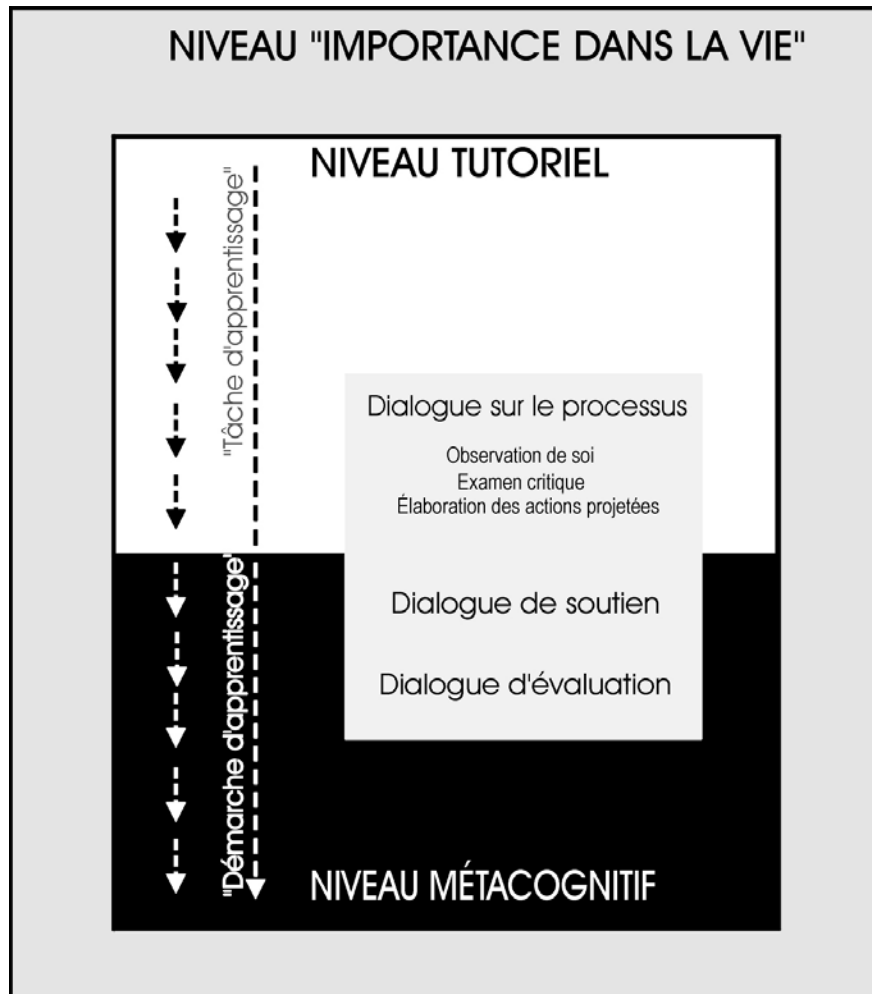 NIVEAU "IMPORTANCE DANS LA VIE"
NIVEAU TUTORIEL
"Tâche d'apprentissage"
Dialogue sur le processus
Observation de soi
Examen critique
Élaboration des actions projetées
"Démarche d'apprentissage"
Dialogue de soutien
Dialogue d'évaluation
NIVEAU MÉTACOGNITIF